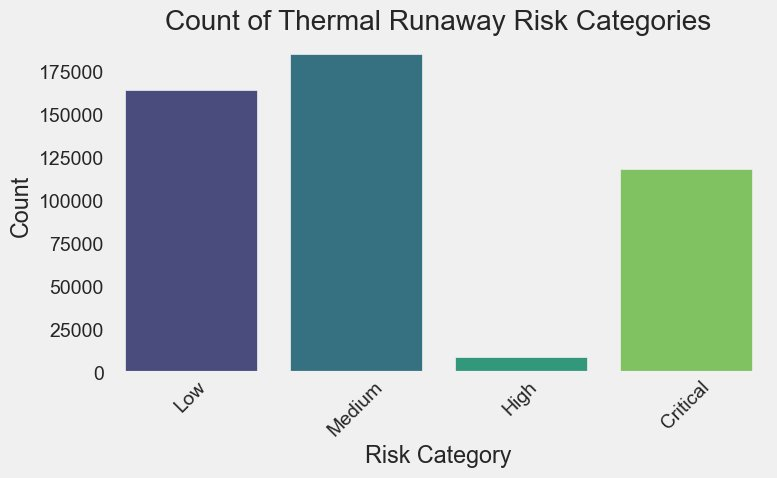 Count of Thermal Runaway Risk Categories
175000
150000
125000
100000
75000
50000
25000
0
Count
Low
Medium
High
Critical
Risk Category